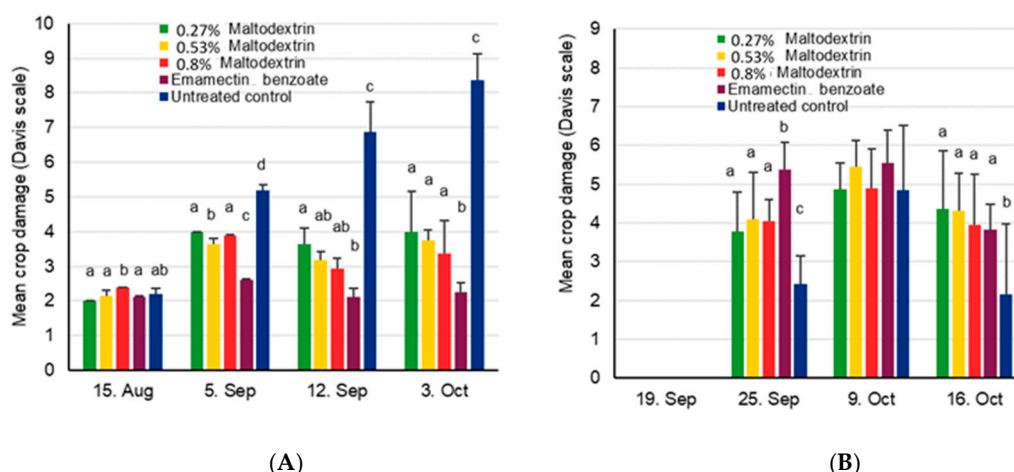 10
9
8
7
6
5
4
3
2
1
0
Mean crop damage (Davis scale)
0.27% Maltodextrin
0.53% Maltodextrin
0.8% Maltodextrin
Emamectin benzoate
Untreated control
a a b a ab
a b a c d
a ab ab b c
a a a b c
15. Aug 5. Sep 12. Sep 3. Oct
(A)
9
8
7
6
5
4
3
2
1
0
Mean crop damage (Davis scale)
0.27% Maltodextrin
0.53% Maltodextrin
0.8% Maltodextrin
Emamectin benzoate
Untreated control
a a a b c
a a a a b
19. Sep 25. Sep 9. Oct 16. Oct
(B)